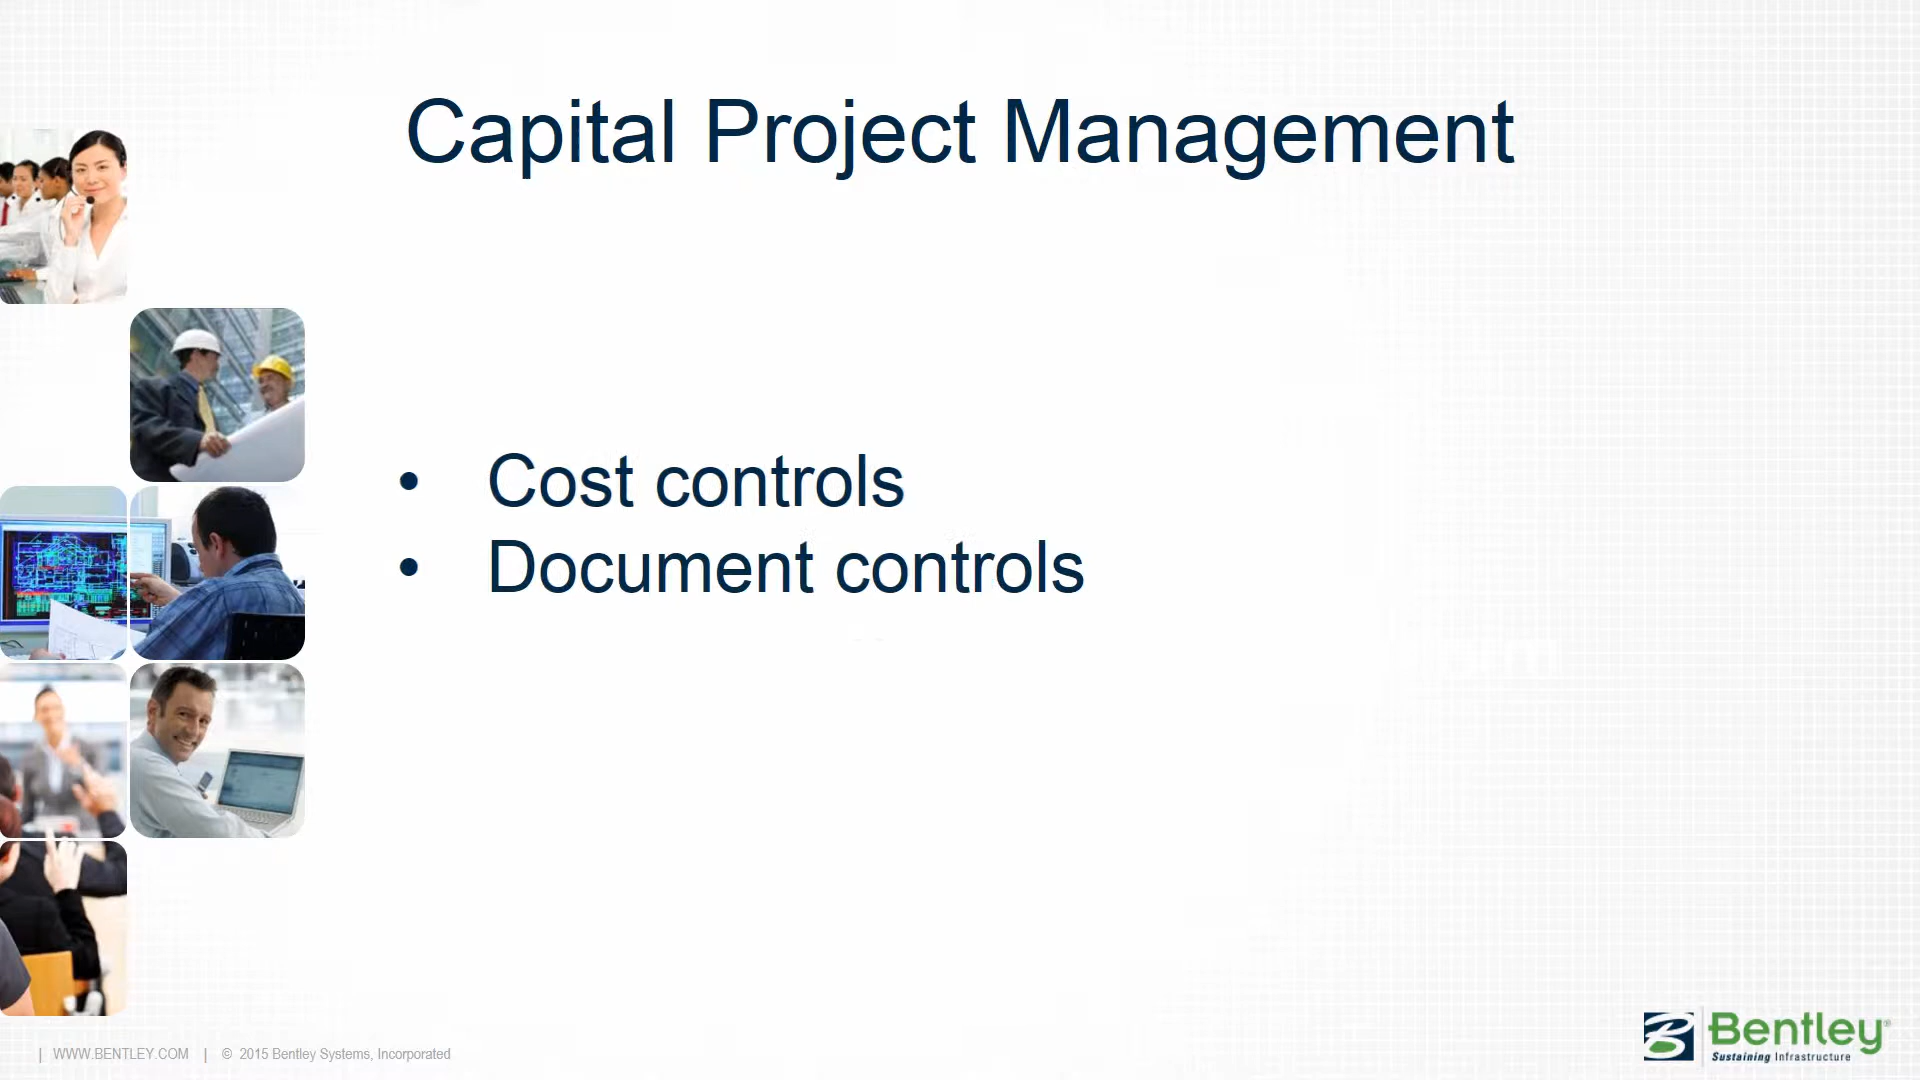 Capital Project Management
• Cost controls
• Document controls
| WWW.BENTLEY.COM | © 2015 Bentley Systems, Incorporated
Bentley®
Sustaining Infrastructure